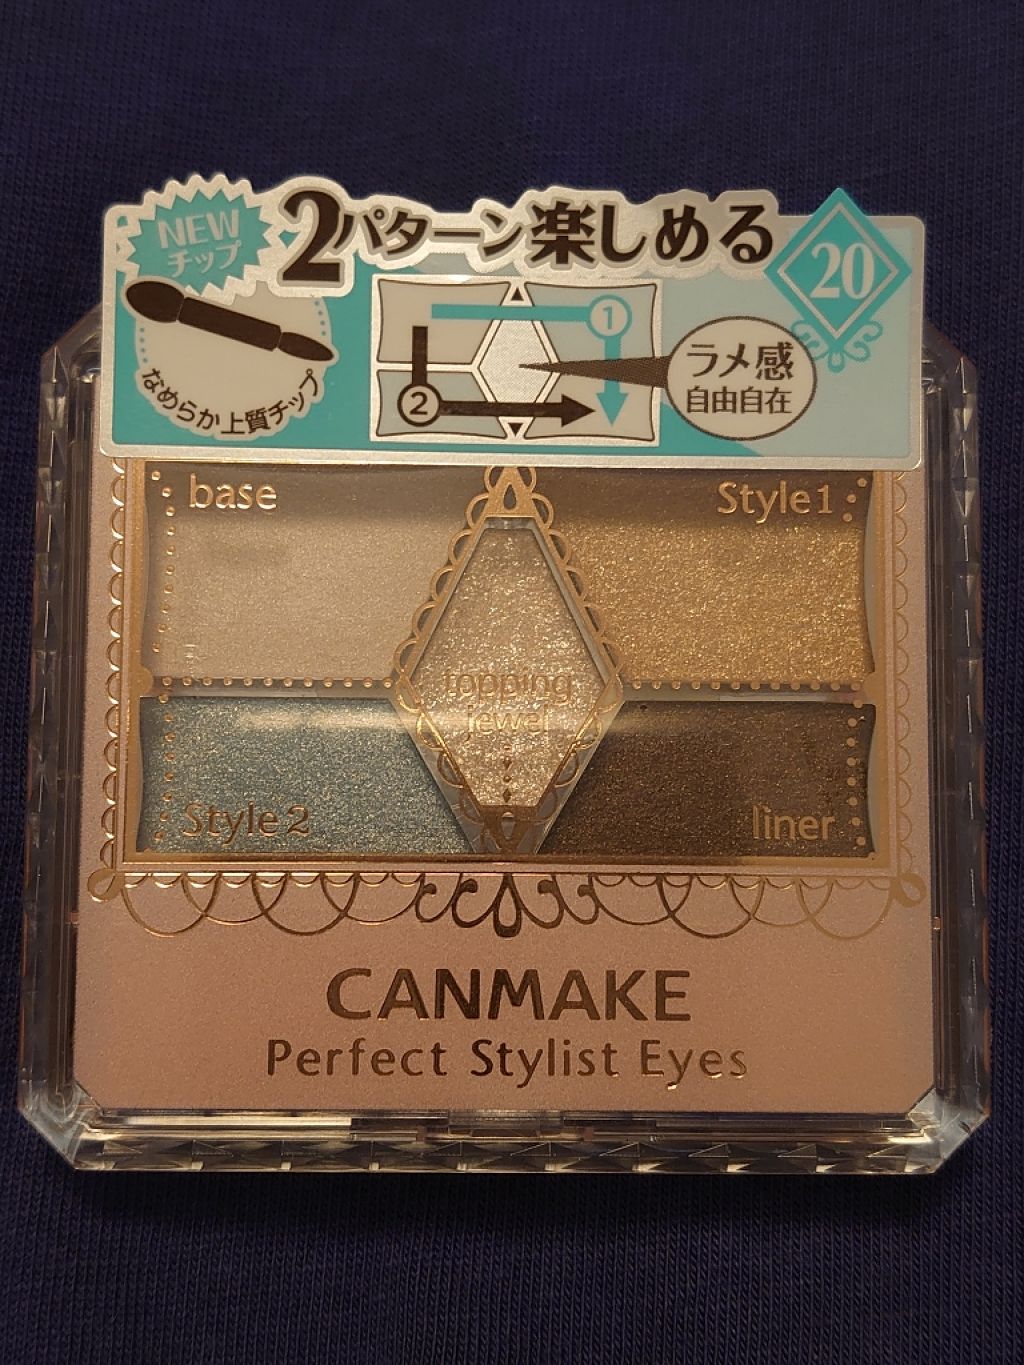 NEW
チップ
2パターン楽しめる
20
なめらか上質チップ
1
2
ラメ感
自由自在
base
Style1
topping
jewel
Style2
liner
CANMAKE
Perfect Stylist Eyes